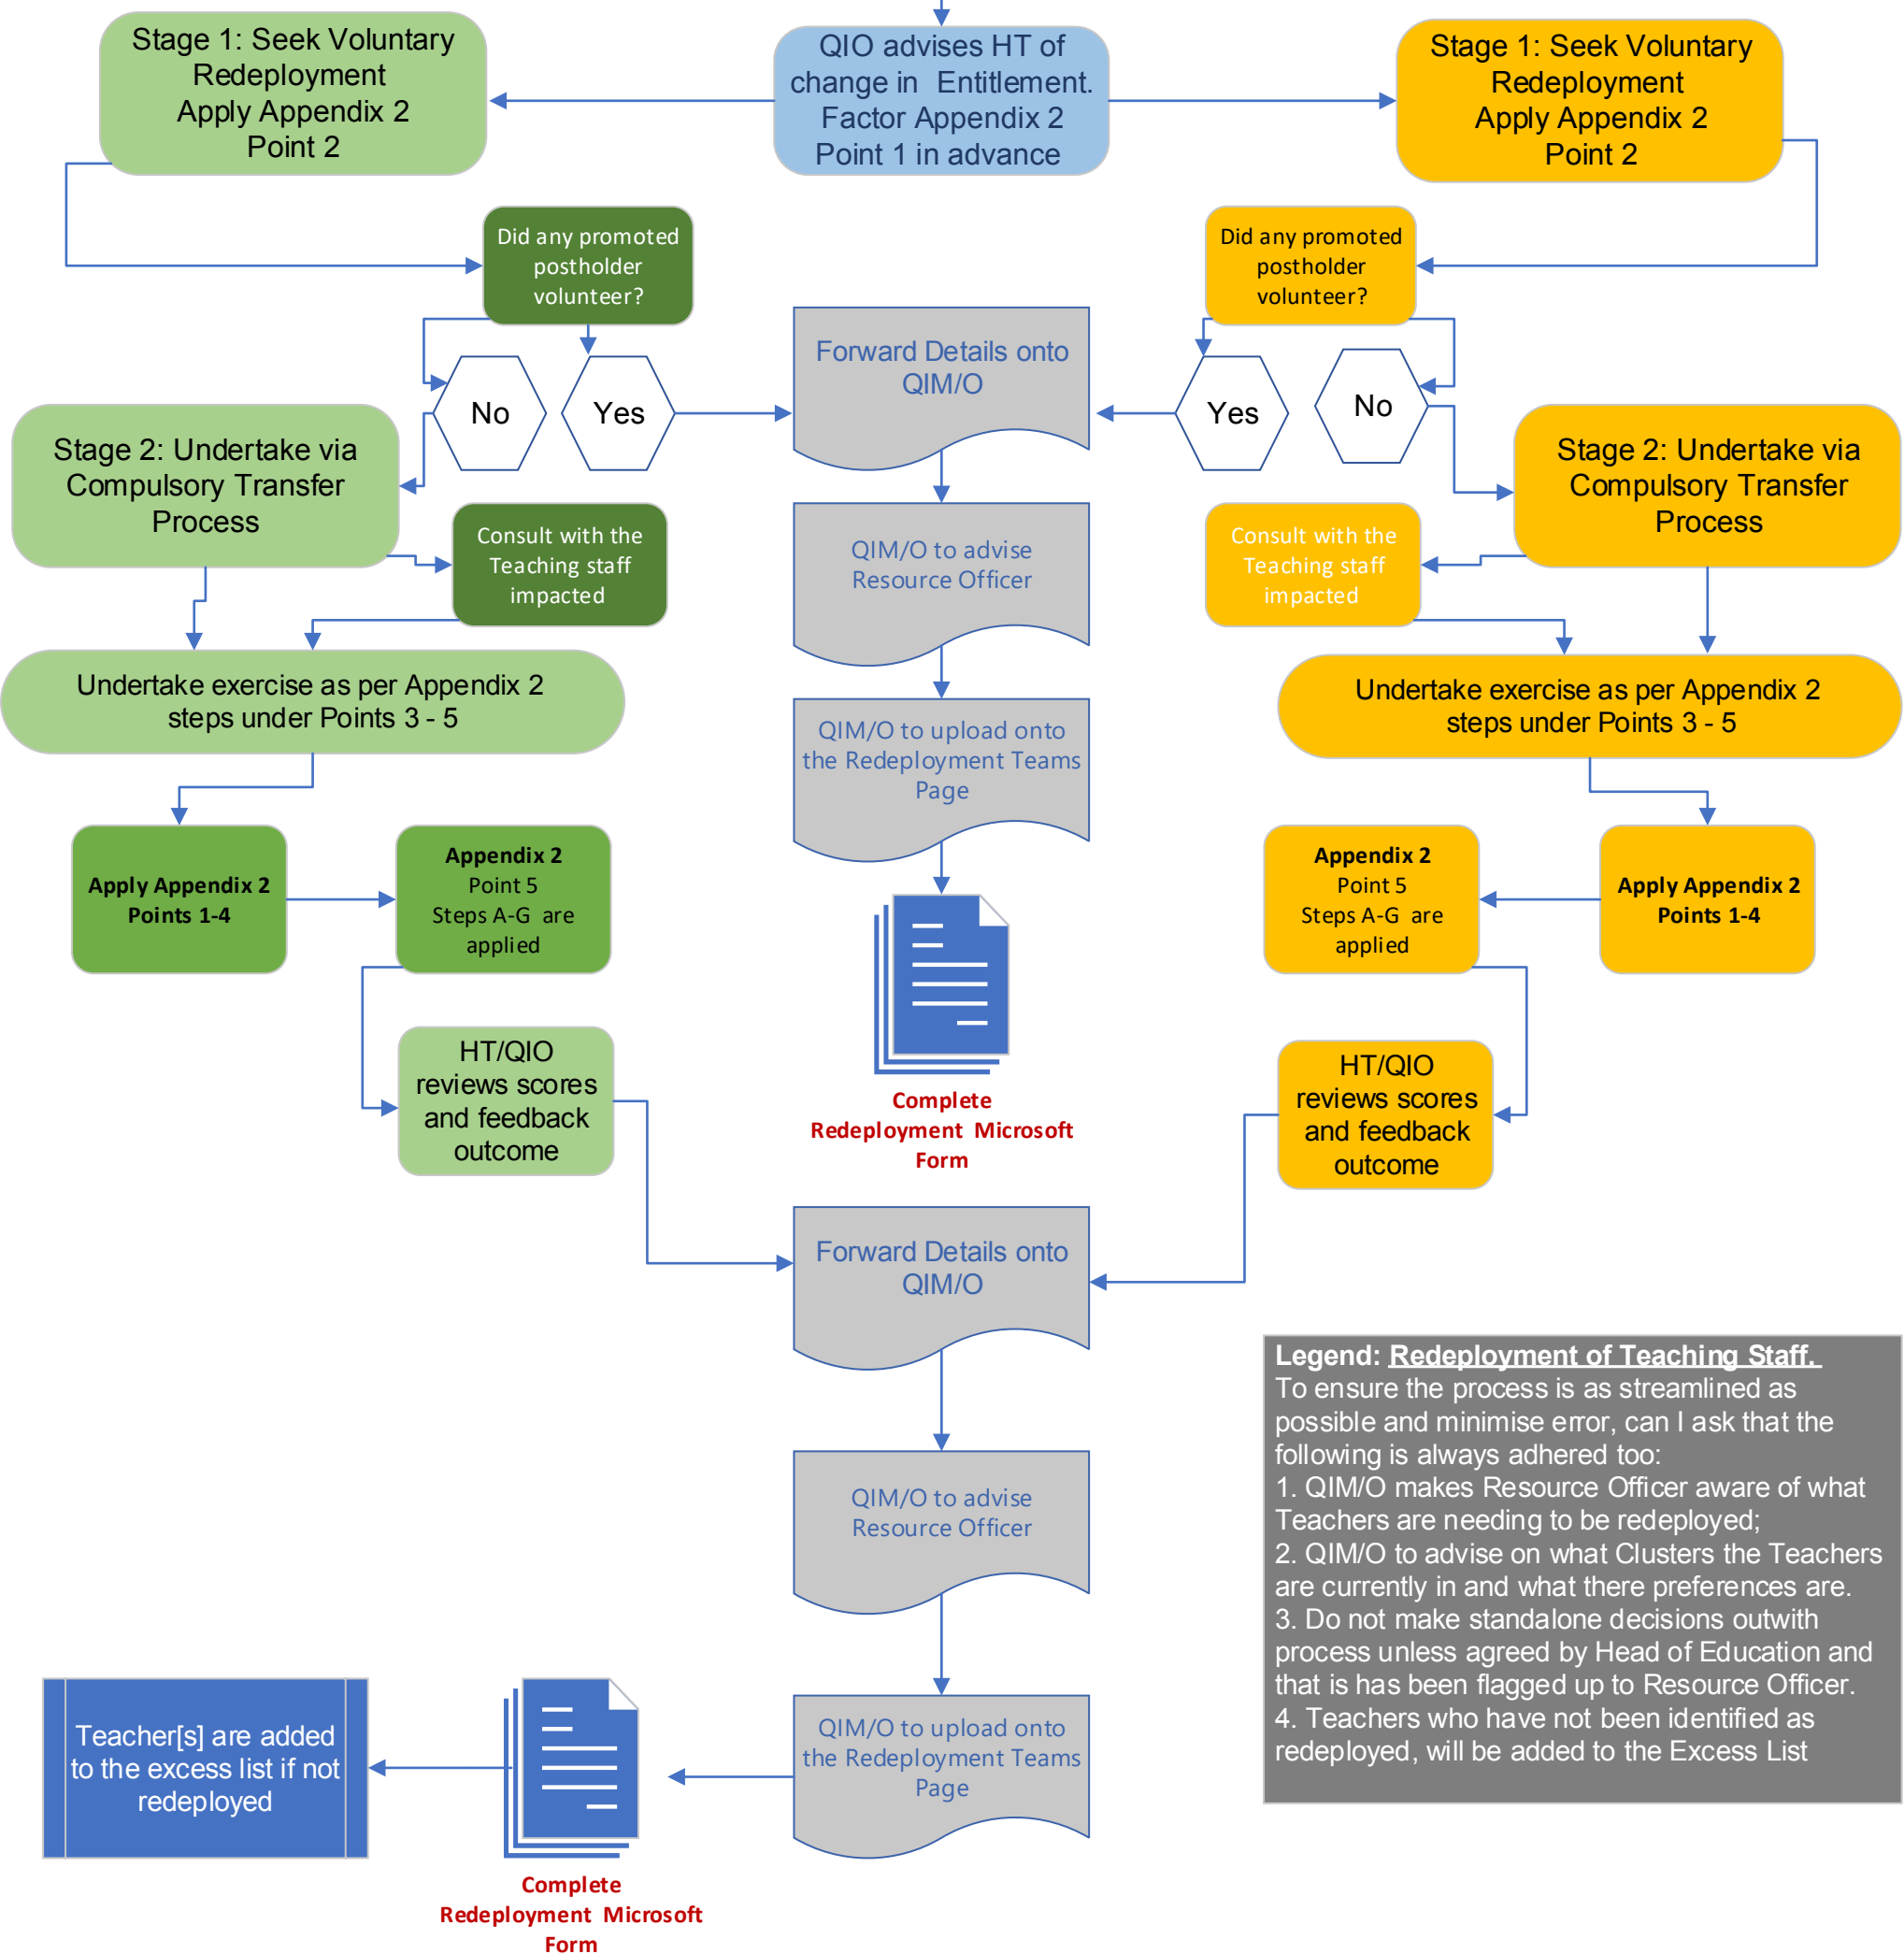 Stage 1: Seek Voluntary
Redeployment
Apply Appendix 2
Point 2
QIO advises HT of
change in Entitlement.
Factor Appendix 2
Point 1 in advance
Stage 1: Seek Voluntary
Redeployment
Apply Appendix 2
Point 2
Did any promoted
postholder
volunteer?
Did any promoted
postholder
volunteer?
No
Yes
Forward Details onto
QIM/O
Yes
No
Stage 2: Undertake via
Compulsory Transfer
Process
Stage 2: Undertake via
Compulsory Transfer
Process
Consult with the
Teaching staff
impacted
QIM/O to advise
Resource Officer
Consult with the
Teaching staff
impacted
Undertake exercise as per Appendix 2
steps under Points 3 - 5
QIM/O to upload onto
the Redeployment Teams
Page
Undertake exercise as per Appendix 2
steps under Points 3 - 5
Apply Appendix 2
Points 1-4
Appendix 2
Point 5
Steps A-G are
applied
Appendix 2
Point 5
Steps A-G are
applied
Apply Appendix 2
Points 1-4
HT/QIO
reviews scores
and feedback
outcome
Complete
Redeployment Microsoft
Form
HT/QIO
reviews scores
and feedback
outcome
Forward Details onto
QIM/O
Legend: Redeployment of Teaching Staff.
To ensure the process is as streamlined as
possible and minimise error, can I ask that the
following is always adhered too:
1. QIM/O makes Resource Officer aware of what
Teachers are needing to be redeployed;
2. QIM/O to advise on what Clusters the Teachers
are currently in and what there preferences are.
3. Do not make standalone decisions outwith
process unless agreed by Head of Education and
that is has been flagged up to Resource Officer.
4. Teachers who have not been identified as
redeployed, will be added to the Excess List
QIM/O to advise
Resource Officer
Teacher[s] are added
to the excess list if not
redeployed
QIM/O to upload onto
the Redeployment Teams
Page
Complete
Redeployment Microsoft
Form